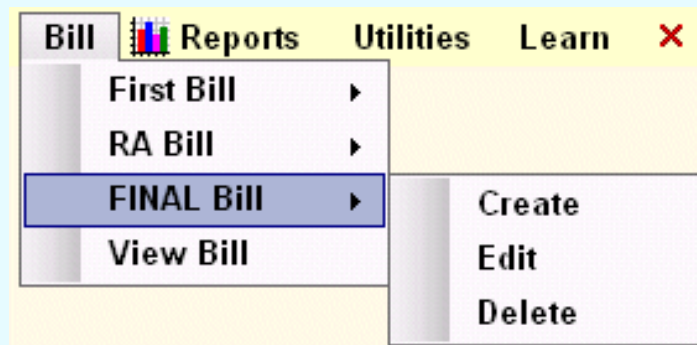 Bill Reports Utilities Learn
First Bill
RA Bill
FINAL Bill
View Bill
Create
Edit
Delete